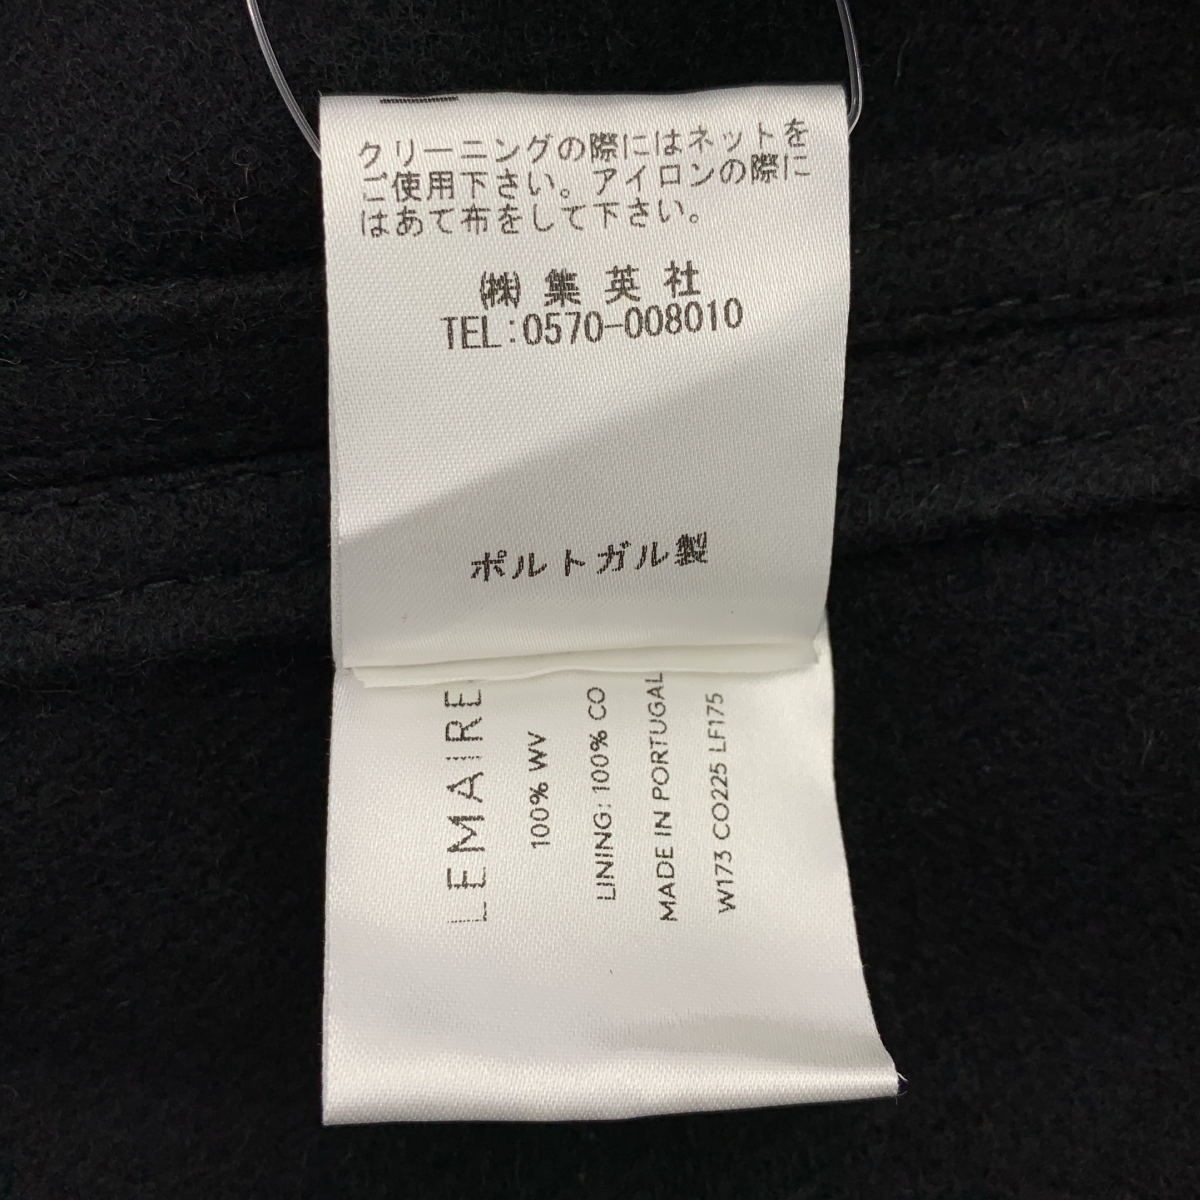 クリーニングの際にはネットを
ご使用下さい。アイロンの際に
はあて布をして下さい。
㈱ 集英社
TEL:0570-008010
ポルトガル製
LEMAIRE
100% WV
LINING: 100% CO
MADE IN PORTUGAL
W173 CO225 LF175